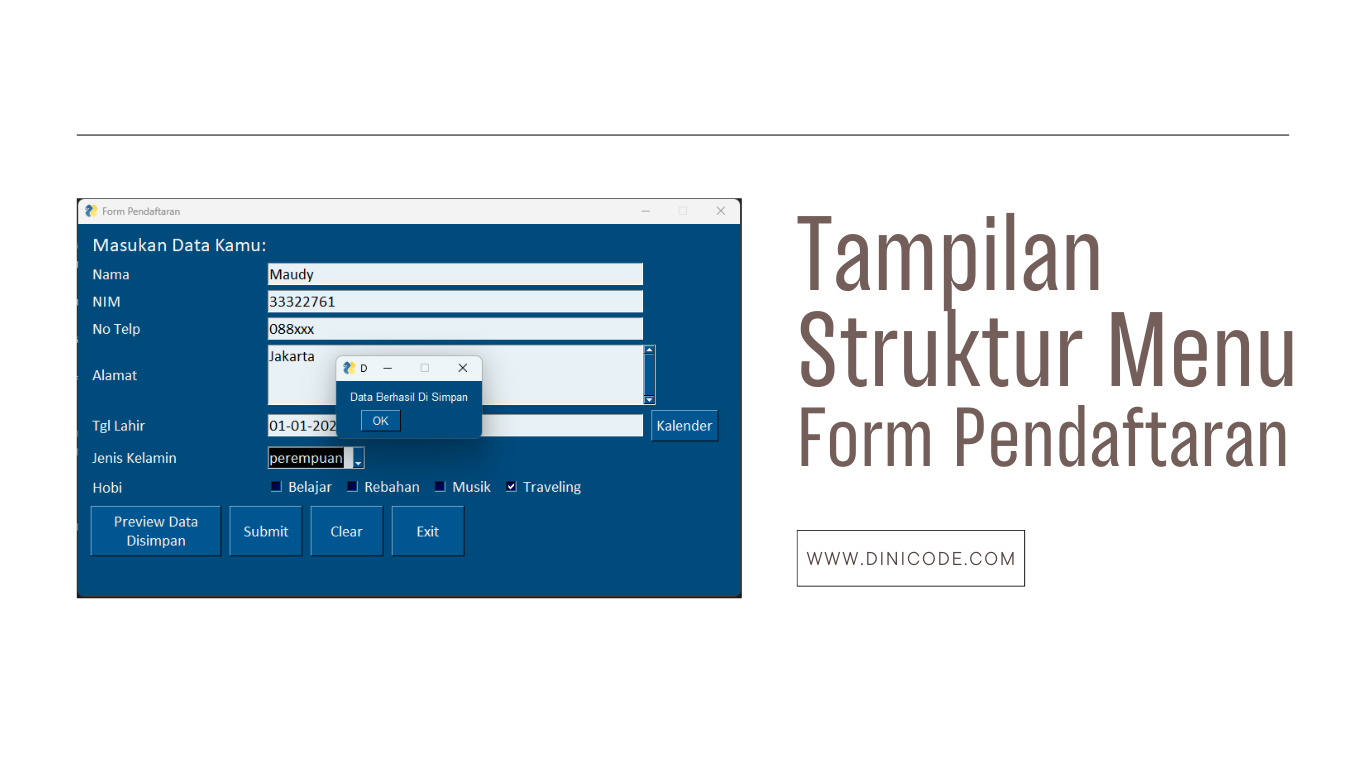 Form Pendaftaran
Masukan Data Kamu:
Nama
Maudy
NIM
33322761
No Telp
088xxx
Alamat
Jakarta
D
Data Berhasil Di Simpan
OK
Tgl Lahir
01-01-202
Kalender
Jenis Kelamin
perempuan
Hobi
Belajar
Rebahan
Musik
Traveling
Preview Data
Disimpan
Submit
Clear
Exit
Tampilan
Struktur Menu
Form Pendaftaran
WWW.DINICODE.COM